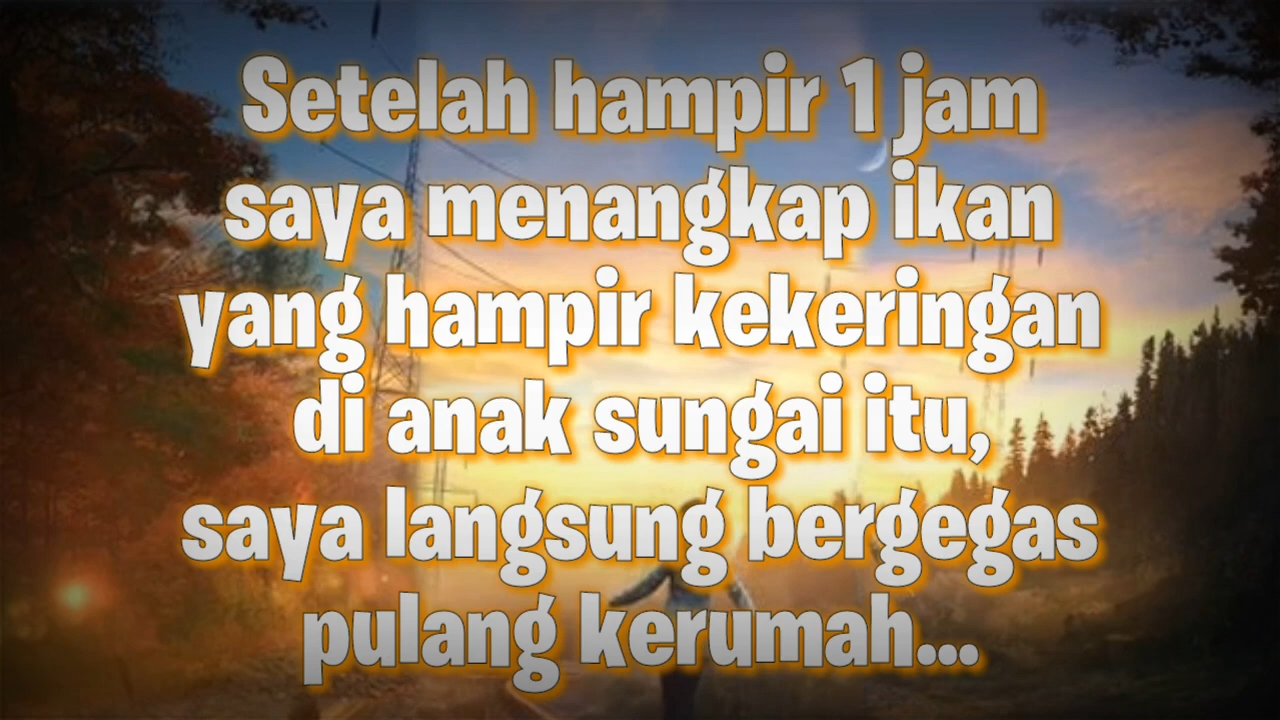 Setelah hampir 1 jam
saya menangkap ikan
yang hampir kekeringan
di anak sungai itu,
saya langsung bergegas
pulang kerumah...